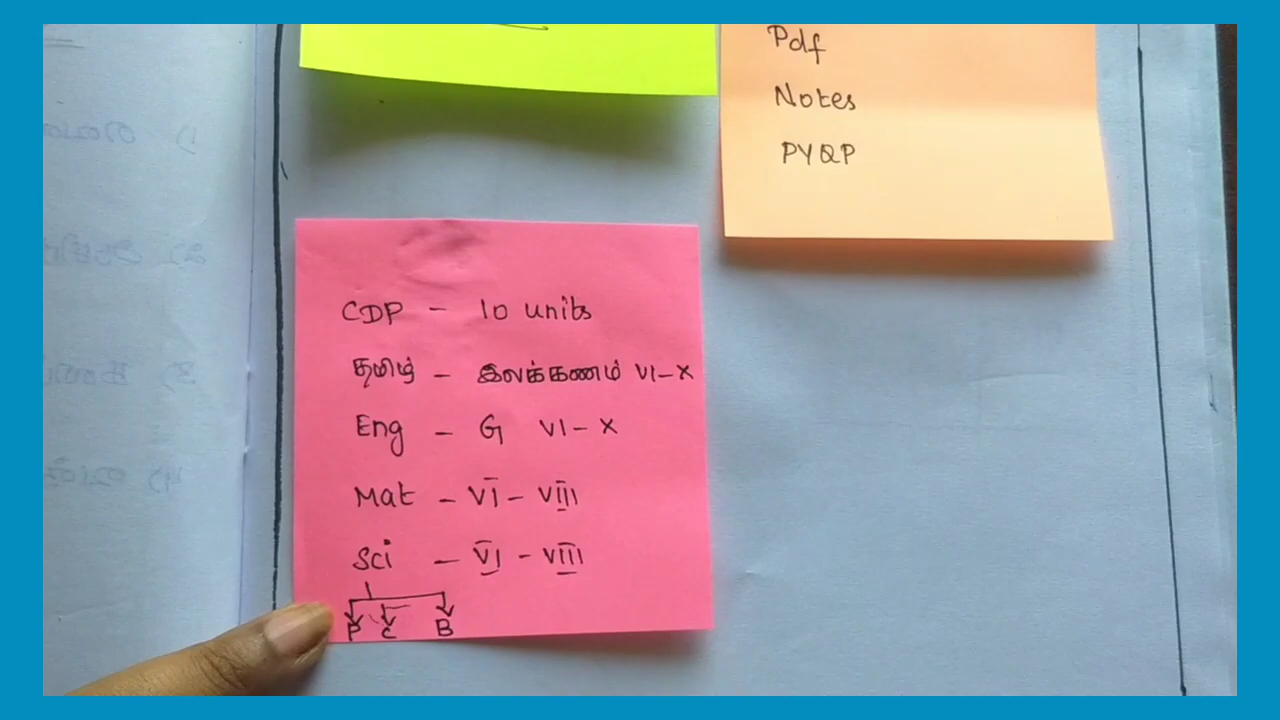 Pdf
Notes
PYQP
CDP - 10 units
தமிழ் - இலக்கணம் VI-X
Eng - G VI-X
Mat - VI - VIII
Sci - VI - VIII
P C B